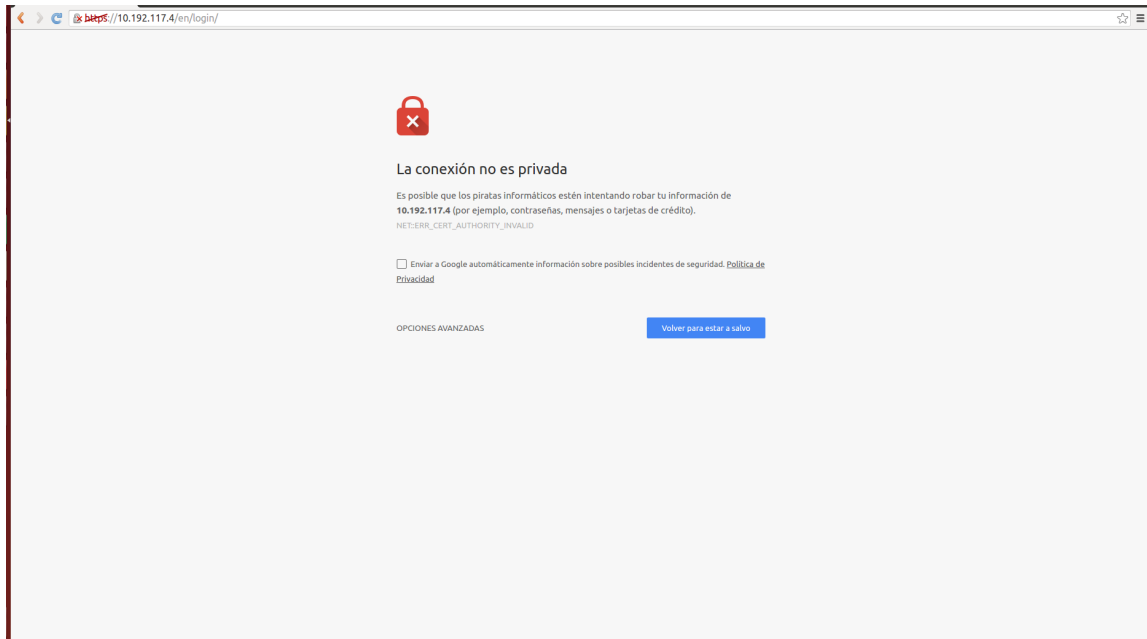 https://10.192.117.4/en/login/
La conexión no es privada
Es posible que los piratas informáticos estén intentando robar tu información de
10.192.117.4 (por ejemplo, contraseñas, mensajes o tarjetas de crédito).
NET::ERR_CERT_AUTHORITY_INVALID
Enviar a Google automáticamente información sobre posibles incidentes de seguridad. Política de
Privacidad
OPCIONES AVANZADAS
Volver para estar a salvo